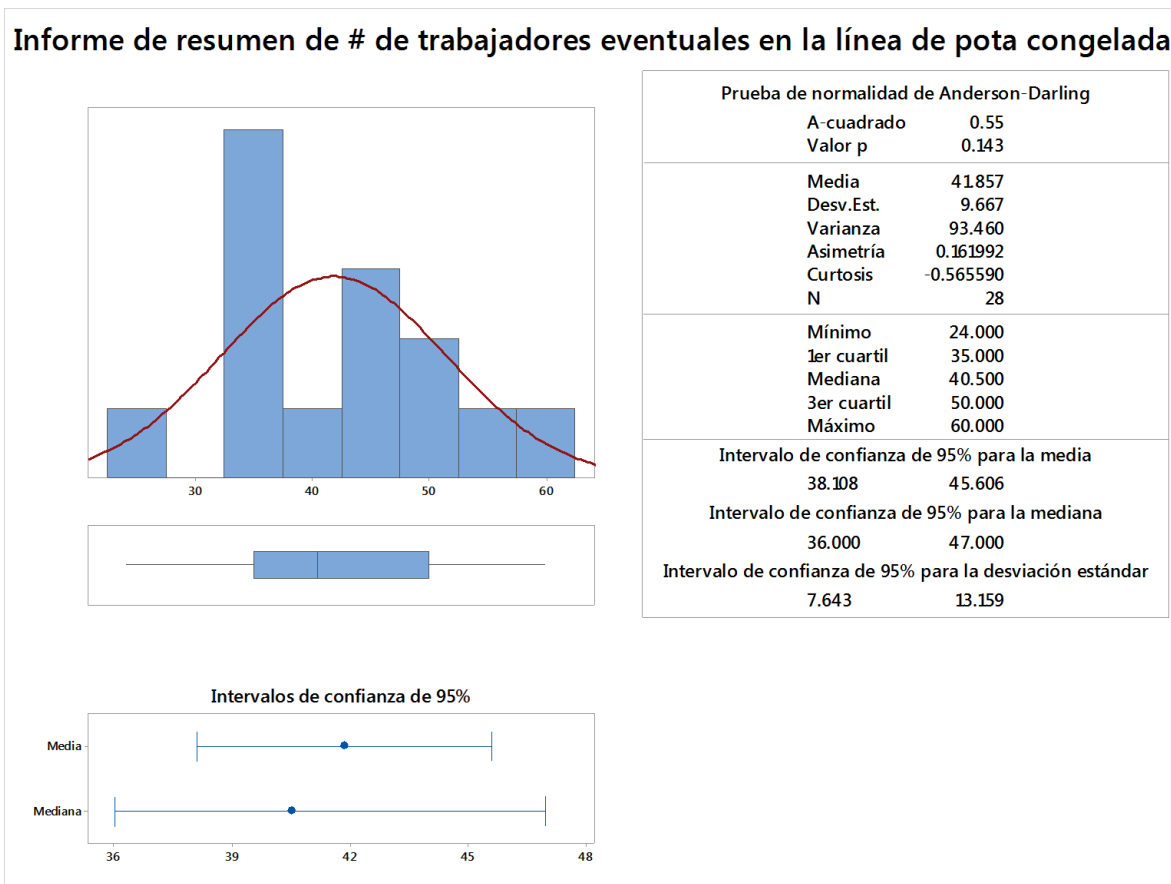 Informe de resumen de # de trabajadores eventuales en la línea de pota congelada
30 40 50 60
Intervalos de confianza de 95%
Media
Mediana
36 39 42 45 48
Prueba de normalidad de Anderson-Darling
A-cuadrado 0.55
Valor p 0.143
Media 41.857
Desv.Est. 9.667
Varianza 93.460
Asimetría 0.161992
Curtosis -0.565590
N 28
Mínimo 24.000
1er cuartil 35.000
Mediana 40.500
3er cuartil 50.000
Máximo 60.000
Intervalo de confianza de 95% para la media
38.108 45.606
Intervalo de confianza de 95% para la mediana
36.000 47.000
Intervalo de confianza de 95% para la desviación estándar
7.643 13.159